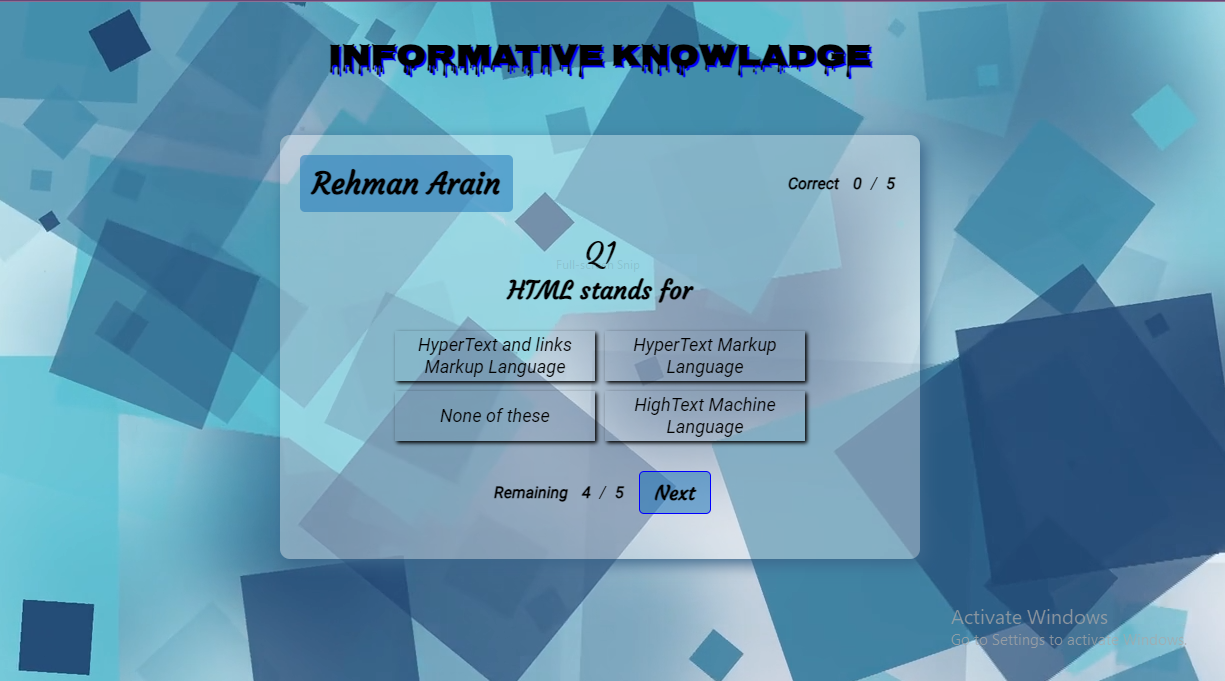 INFORMATIVE KNOWLADGE
Rehman Arain
Correct 0 / 5
Q1
Full-screen Snip
HTML stands for
HyperText and links
Markup Language
HyperText Markup
Language
None of these
HighText Machine
Language
Remaining 4 / 5
Next
Activate Windows
Go to Settings to activate Windows.